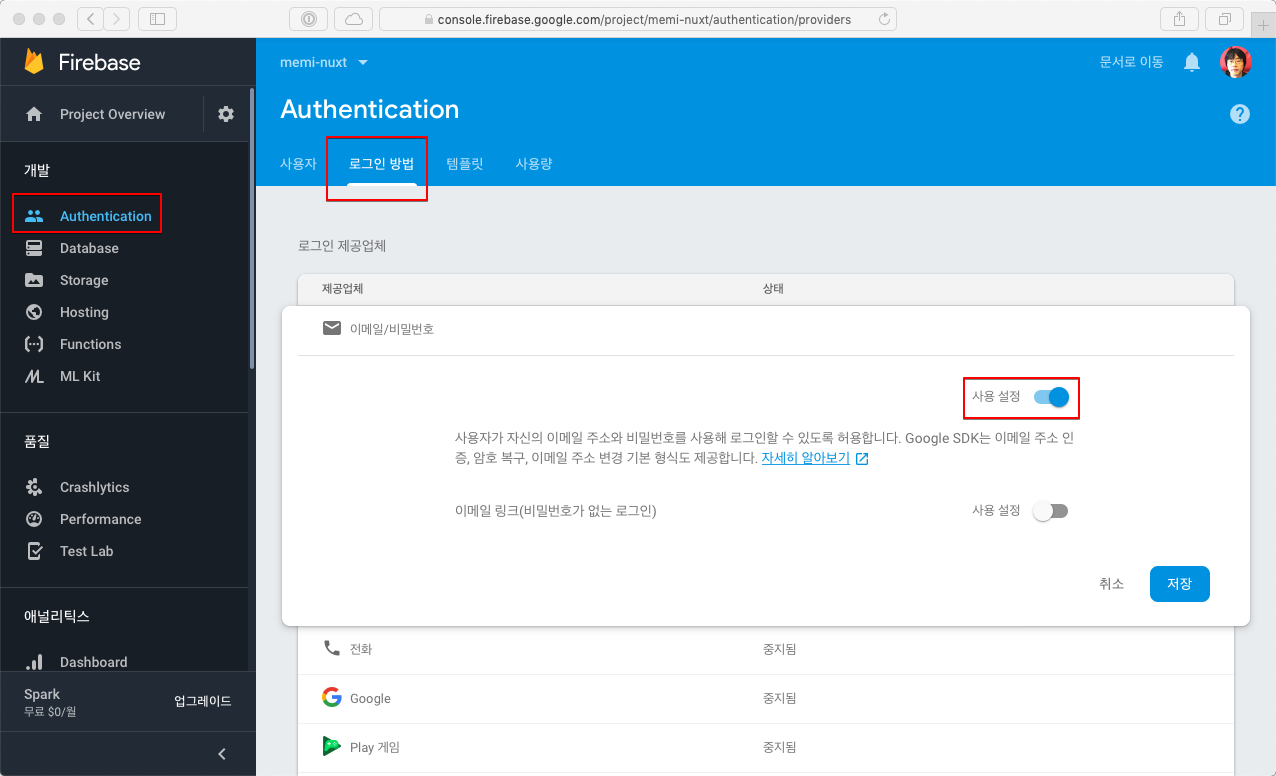 console.firebase.google.com/project/memi-nuxt/authentication/providers
Firebase
memi-nuxt
문서로 이동
Project Overview
Authentication
사용자
로그인 방법
템플릿
사용량
개발
Authentication
Database
Storage
Hosting
Functions
ML Kit
품질
Crashlytics
Performance
Test Lab
애널리틱스
Dashboard
Spark
무료 $0/월
업그레이드
로그인 제공업체
제공업체
상태
이메일/비밀번호
사용 설정
사용자가 자신의 이메일 주소와 비밀번호를 사용해 로그인할 수 있도록 허용합니다. Google SDK는 이메일 주소 인
증, 암호 복구, 이메일 주소 변경 기본 형식도 제공합니다. 자세히 알아보기
이메일 링크(비밀번호가 없는 로그인)
사용 설정
취소
저장
전화
중지됨
Google
중지됨
Play 게임
중지됨